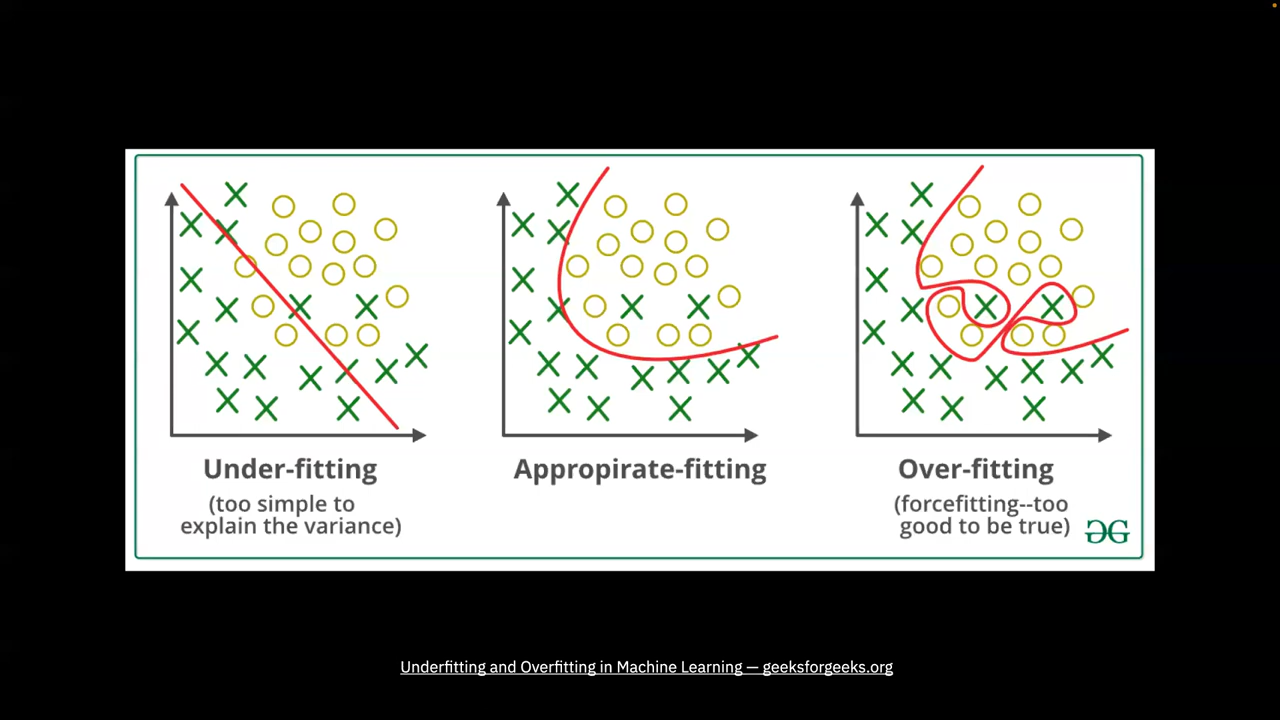 Under-fitting
(too simple to
explain the variance)
Appropirate-fitting
Over-fitting
(forcefitting--too
good to be true)
Underfitting and Overfitting in Machine Learning — geeksforgeeks.org